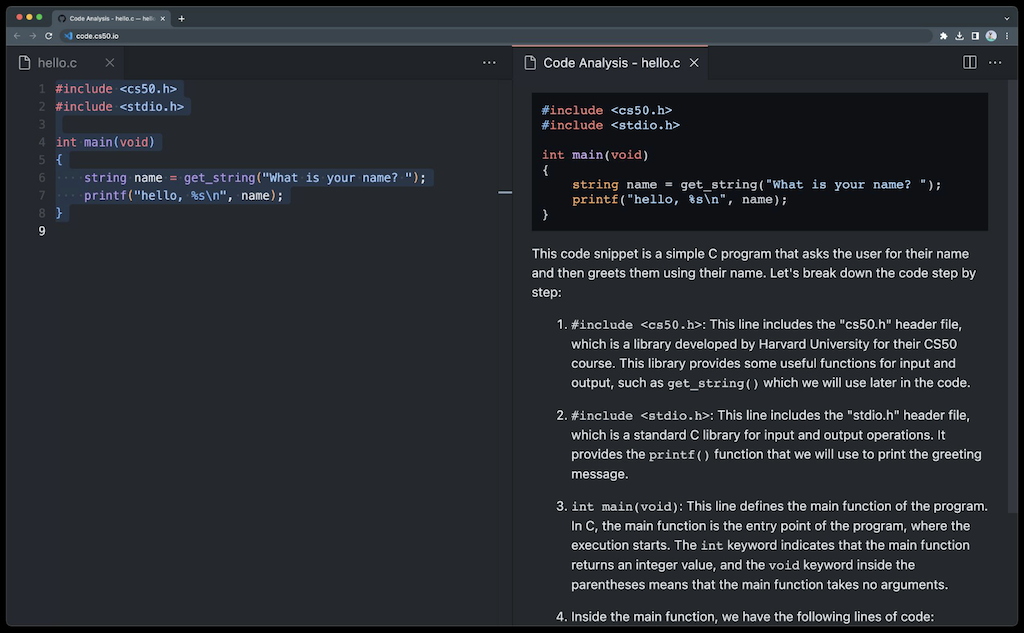 Code Analysis - hello.c — hello
code.cs50.io
hello.c
1 #include <cs50.h>
2 #include <stdio.h>
3
4 int main(void)
5 {
6 string name = get_string("What is your name? ");
7 printf("hello, %s\n", name);
8 }
9
Code Analysis - hello.c
#include <cs50.h>
#include <stdio.h>
int main(void)
{
string name = get_string("What is your name? ");
printf("hello, %s\n", name);
}
This code snippet is a simple C program that asks the user for their name
and then greets them using their name. Let's break down the code step by
step:
1. #include <cs50.h>: This line includes the "cs50.h" header file,
which is a library developed by Harvard University for their CS50
course. This library provides some useful functions for input and
output, such as get_string() which we will use later in the code.
2. #include <stdio.h>: This line includes the "stdio.h" header file,
which is a standard C library for input and output operations. It
provides the printf() function that we will use to print the greeting
message.
3. int main(void): This line defines the main function of the program.
In C, the main function is the entry point of the program, where the
execution starts. The int keyword indicates that the main function
returns an integer value, and the void keyword inside the
parentheses means that the main function takes no arguments.
4. Inside the main function, we have the following lines of code: